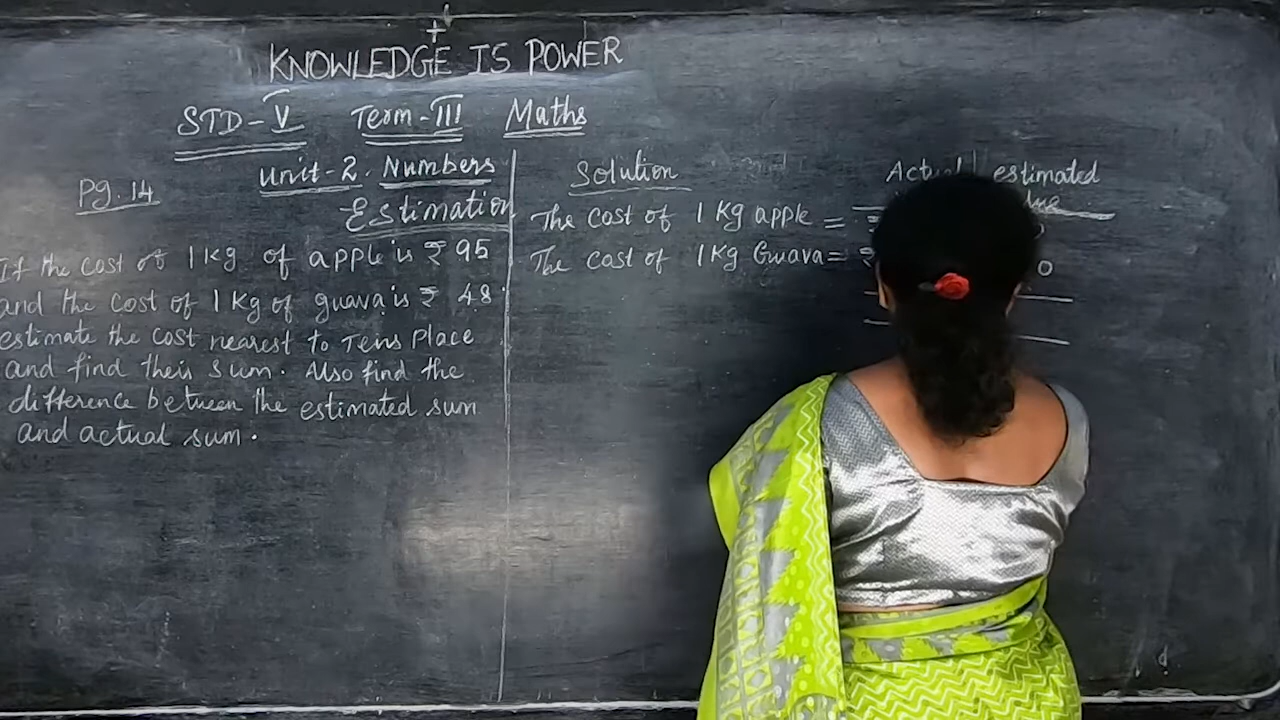 KNOWLEDGE IS POWER
STD-V Term-III Maths
Unit-2. Numbers
Pg. 14
Estimation
If the cost of 1 kg of apple is ₹ 95
and the cost of 1 kg of guava is ₹ 48.
estimate the cost nearest to Tens Place
and find their sum. Also find the
difference between the estimated sum
and actual sum.
Solution
estimated
The cost of 1 Kg apple = ₹
The cost of 1 Kg Guava = ₹
0